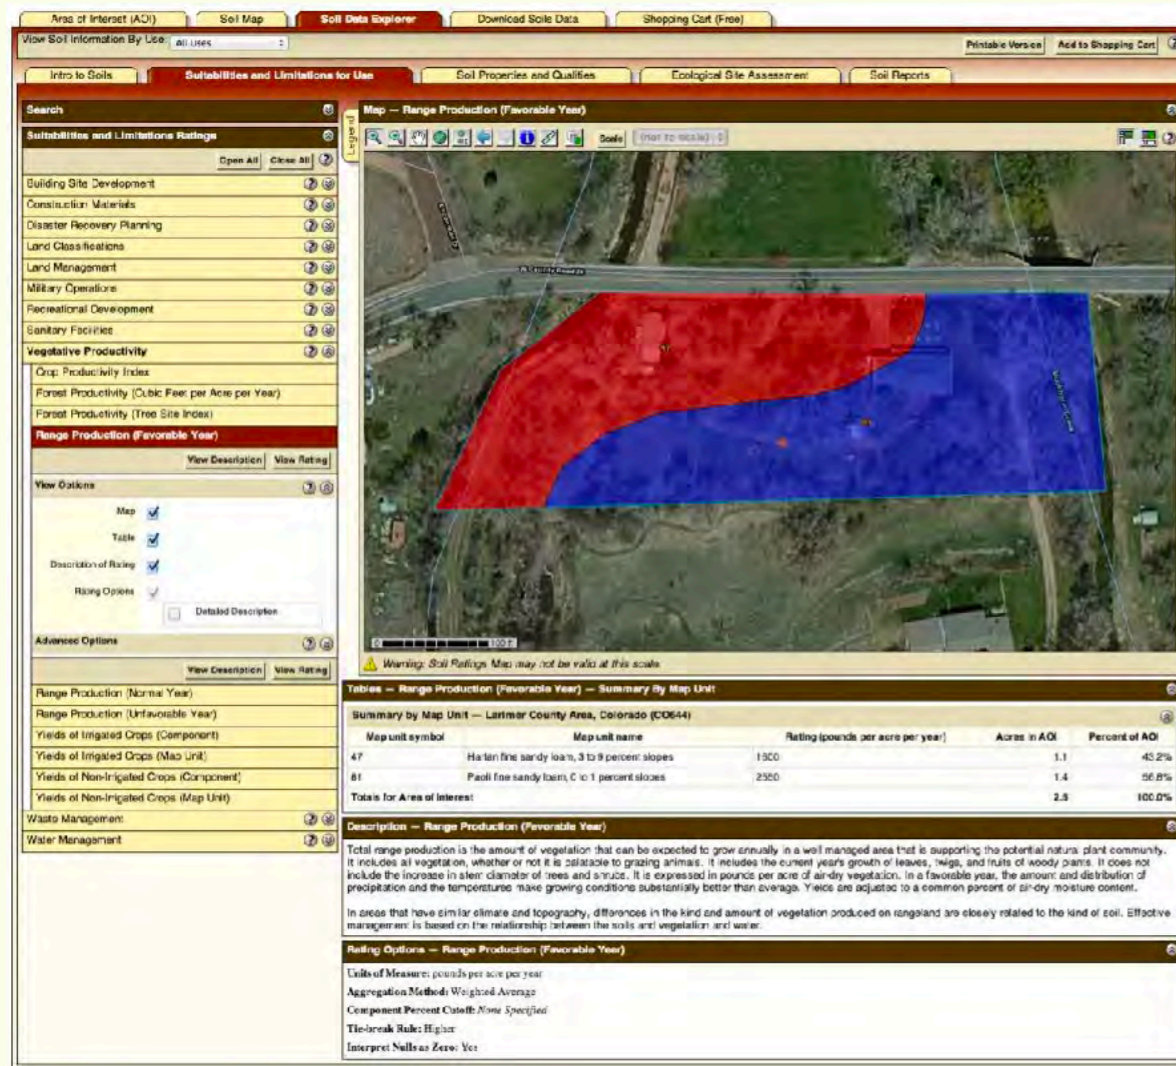 Area of Interest (AOI)
Soil Map
Soil Data Explorer
Download Soils Data
Shopping Cart (Free)
View Soil Information By Use: All Uses
Printable Version
Add to Shopping Cart
Intro to Soils
Suitabilities and Limitations for Use
Soil Properties and Qualities
Ecological Site Assessment
Soil Reports
Search
Suitabilities and Limitations Ratings
Open All Close All
Building Site Development
Construction Materials
Disaster Recovery Planning
Land Classifications
Land Management
Military Operations
Recreational Development
Sanitary Facilities
Vegetative Productivity
Crop Productivity Index
Forest Productivity (Cubic Feet per Acre per Year)
Forest Productivity (Tree Site Index)
Range Production (Favorable Year)
View Description View Rating
View Options
Map
Table
Description of Rating
Rating Options
Detailed Description
Advanced Options
View Description View Rating
Range Production (Normal Year)
Range Production (Unfavorable Year)
Yields of Irrigated Crops (Component)
Yields of Irrigated Crops (Map Unit)
Yields of Non-Irrigated Crops (Component)
Yields of Non-Irrigated Crops (Map Unit)
Waste Management
Water Management
Legend
Map — Range Production (Favorable Year)
Scale (not to scale)
0 100 ft
Warning: Soil Ratings Map may not be valid at this scale.
Tables — Range Production (Favorable Year) — Summary By Map Unit
Summary by Map Unit — Larimer County Area, Colorado (CO644)
Map unit symbol Map unit name Rating (pounds per acre per year) Acres in AOI Percent of AOI
47 Harlan fine sandy loam, 3 to 9 percent slopes 1.1 43.2%
81 Paoli fine sandy loam, 0 to 1 percent slopes 1.4 56.8%
Totals for Area of Interest 2.5 100.0%
Description — Range Production (Favorable Year)
Total range production is the amount of vegetation that can be expected to grow annually in a well managed area that is supporting the potential natural plant community.
It includes all vegetation, whether or not it is palatable to grazing animals. It includes the current year's growth of leaves, twigs, and fruits of woody plants. It does not
include the increase in stem diameter of trees and shrubs. It is expressed in pounds per acre of air-dry vegetation. In a favorable year, the amount and distribution of
precipitation and the temperatures make growing conditions substantially better than average. Yields are adjusted to a common percent of air-dry moisture content.
In areas that have similar climate and topography, differences in the kind and amount of vegetation produced on rangeland are closely related to the kind of soil. Effective
management is based on the relationship between the soils and vegetation and water.
Rating Options — Range Production (Favorable Year)
Units of Measure: pounds per acre per year
Aggregation Method: Weighted Average
Component Percent Cutoff: None Specified
Tie-break Rule: Higher
Interpret Nulls as Zero: Yes